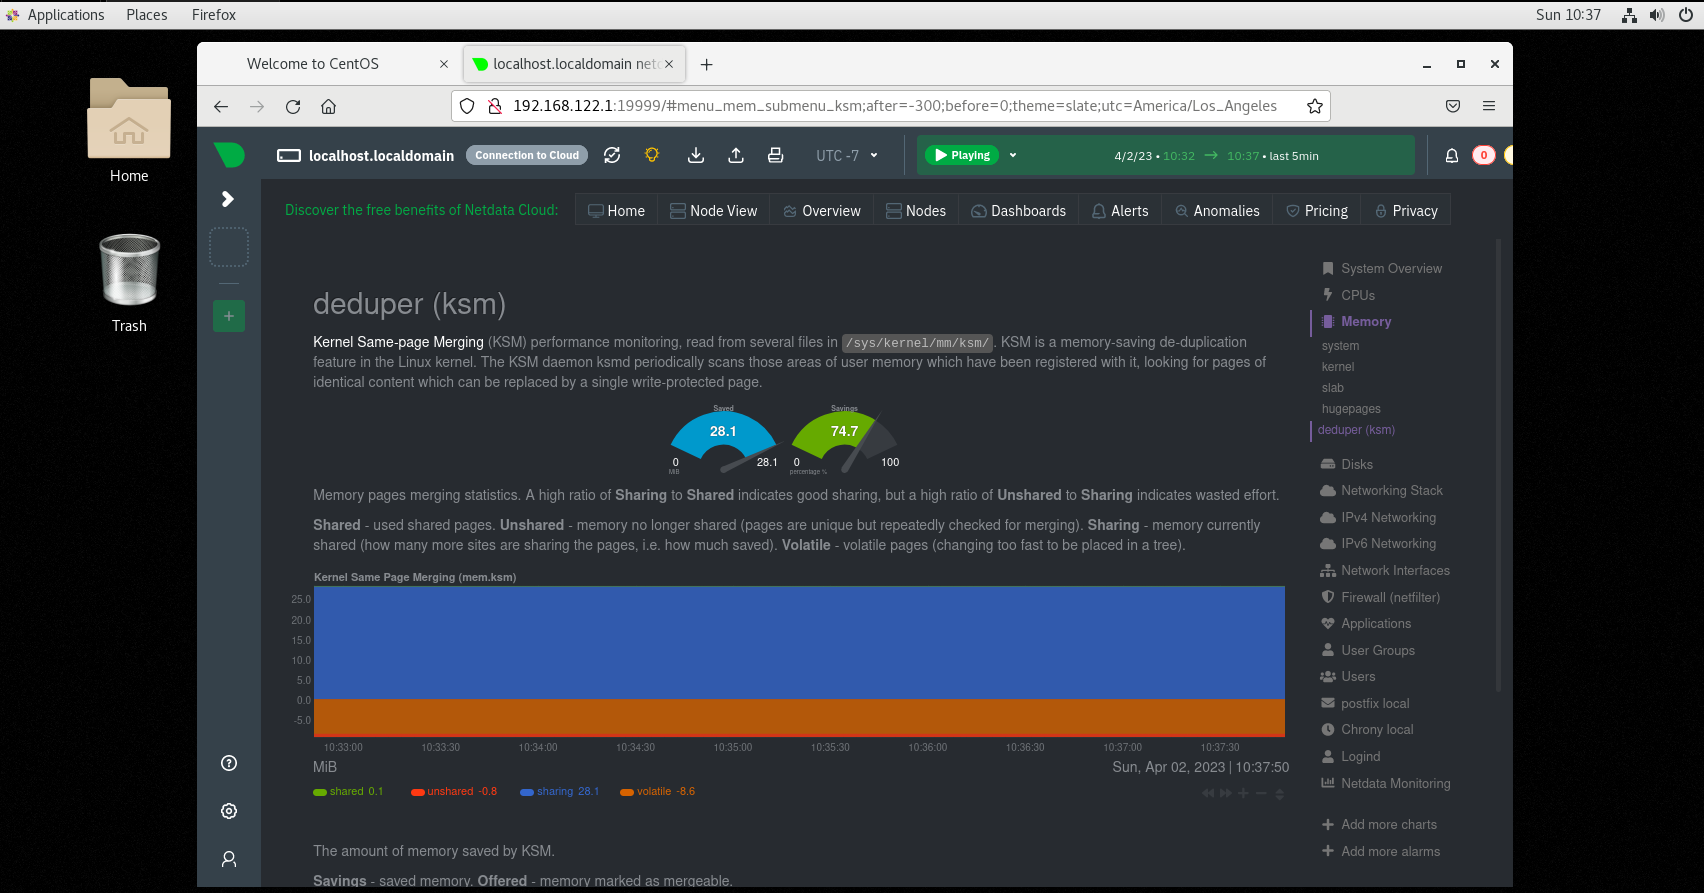 Applications Places Firefox Sun 10:37
Home
Trash
Welcome to CentOS localhost.localdomain
192.168.122.1:19999/#menu_mem_submenu_ksm;after=-300;before=0;theme=slate;utc=America/Los_Angeles
localhost.localdomain Connection to Cloud UTC -7 Playing 4/2/23 • 10:32 → 10:37 • last 5min 0
Discover the free benefits of Netdata Cloud: Home Node View Overview Nodes Dashboards Alerts Anomalies Pricing Privacy
deduper (ksm)
Kernel Same-page Merging (KSM) performance monitoring, read from several files in /sys/kernel/mm/ksm/. KSM is a memory-saving de-duplication
feature in the Linux kernel. The KSM daemon ksmd periodically scans those areas of user memory which have been registered with it, looking for pages of
identical content which can be replaced by a single write-protected page.
Saved
28.1
0 28.1
MiB
Savings
74.7
0 100
percentage %
Memory pages merging statistics. A high ratio of Sharing to Shared indicates good sharing, but a high ratio of Unshared to Sharing indicates wasted effort.
Shared - used shared pages. Unshared - memory no longer shared (pages are unique but repeatedly checked for merging). Sharing - memory currently
shared (how many more sites are sharing the pages, i.e. how much saved). Volatile - volatile pages (changing too fast to be placed in a tree).
Kernel Same Page Merging (mem.ksm)
25.0
20.0
15.0
10.0
5.0
0.0
-5.0
10:33:00 10:33:30 10:34:00 10:34:30 10:35:00 10:35:30 10:36:00 10:36:30 10:37:00 10:37:30
MiB Sun, Apr 02, 2023 | 10:37:50
shared 0.1 unshared -0.8 sharing 28.1 volatile -8.6
The amount of memory saved by KSM.
Savings - saved memory. Offered - memory marked as mergeable.
System Overview
CPUs
Memory
system
kernel
slab
hugepages
deduper (ksm)
Disks
Networking Stack
IPv4 Networking
IPv6 Networking
Network Interfaces
Firewall (netfilter)
Applications
User Groups
Users
postfix local
Chrony local
Logind
Netdata Monitoring
Add more charts
Add more alarms